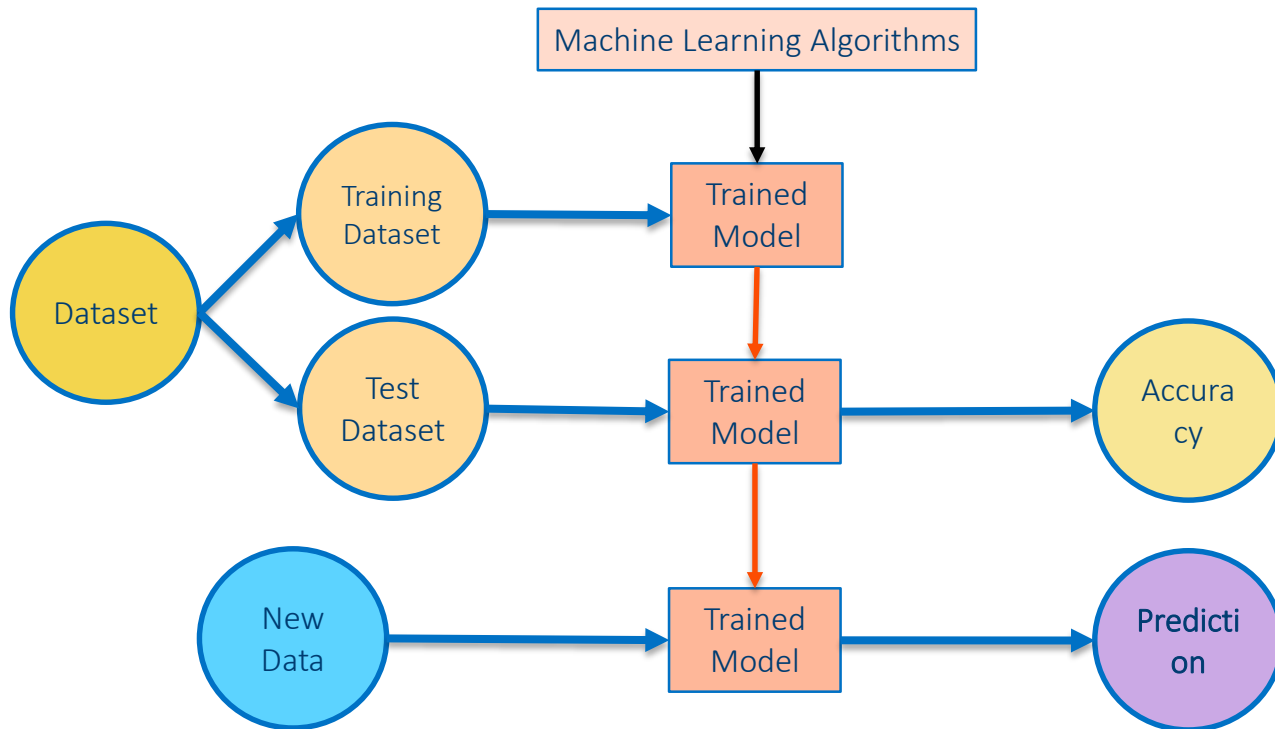 Machine Learning Algorithms
Training
Dataset
Trained
Model
Dataset
Test
Dataset
Trained
Model
Accura
cy
New
Data
Trained
Model
Predicti
on